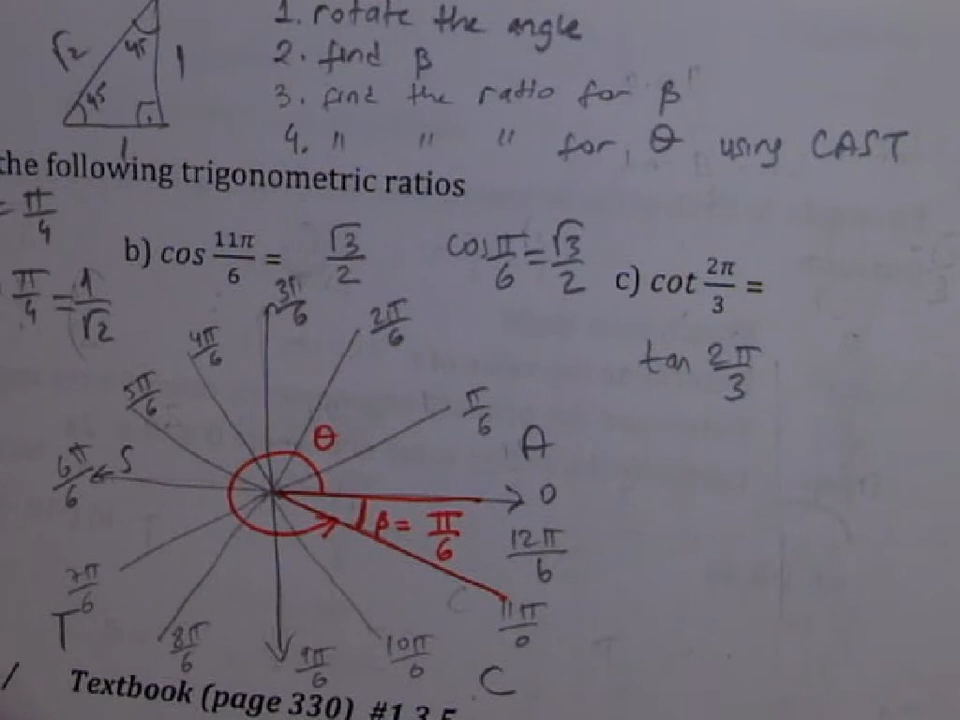 √2 45 1
45
1
1. rotate the angle
2. find β
3. find the ratio for β
4. " " " for θ using CAST
the following trigonometric ratios
= π/4
π/4 = 1/√2
b) cos 11π/6 = √3/2
cos π/6 = √3/2
c) cot 2π/3 =
tan 2π/3
3π/6
4π/6 2π/6
5π/6 π/6
θ
A
6π/6 S
0
β = π/6
12π/6
7π/6
T
C
11π/6
8π/6 9π/6 10π/6
C
/ Textbook (page 330) #1,3,5